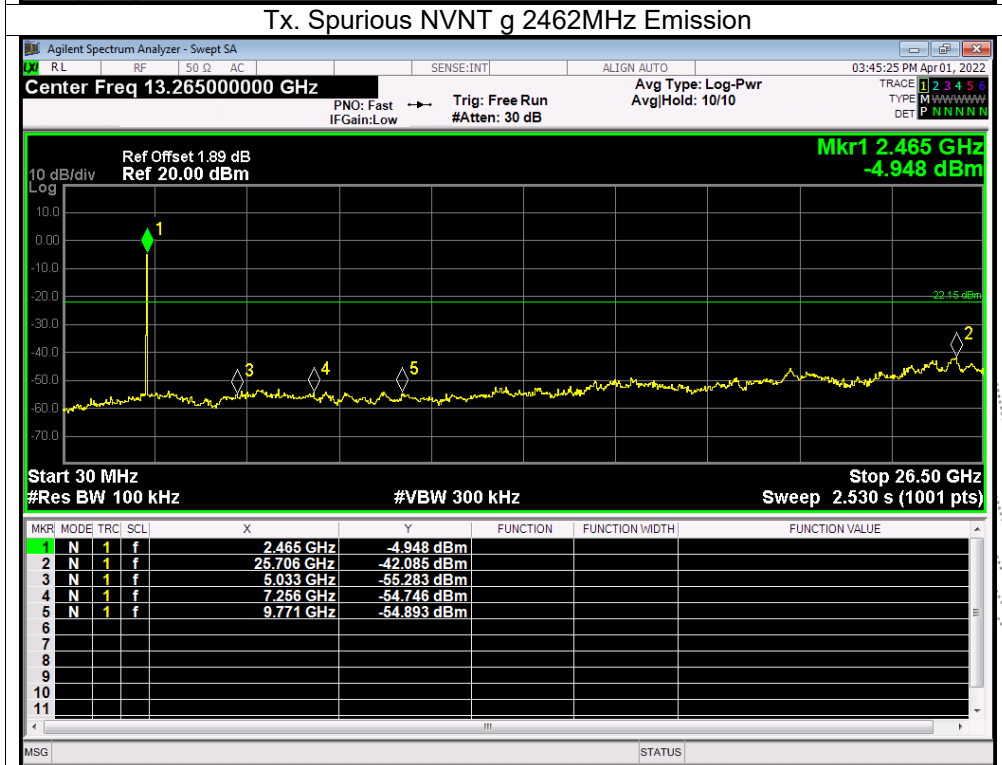 Tx. Spurious NVNT g 2462MHz Emission
Agilent Spectrum Analyzer - Swept SA
LXI RL RF 50 Ω AC SENSE:INT ALIGN AUTO 03:45:25 PM Apr 01, 2022
Center Freq 13.265000000 GHz Avg Type: Log-Pwr TRACE 1 2 3 4 5 6
PNO: Fast Trig: Free Run Avg|Hold: 10/10 TYPE M WWWWW
IFGain:Low #Atten: 30 dB DET P N N N N N
Mkr1 2.465 GHz
-4.948 dBm
Ref Offset 1.89 dB
10 dB/div Ref 20.00 dBm
Log
10.0
0.00
-10.0
-20.0
-30.0
-40.0
-50.0
-60.0
-70.0
1
-22.15 dBm
2
3
4
5
Start 30 MHz Stop 26.50 GHz
#Res BW 100 kHz #VBW 300 kHz Sweep 2.530 s (1001 pts)
MKR MODE TRC SCL X Y FUNCTION FUNCTION WIDTH FUNCTION VALUE
1 N 1 f 2.465 GHz -4.948 dBm
2 N 1 f 25.706 GHz -42.085 dBm
3 N 1 f 5.033 GHz -55.283 dBm
4 N 1 f 7.256 GHz -54.746 dBm
5 N 1 f 9.771 GHz -54.893 dBm
6
7
8
9
10
11
MSG STATUS